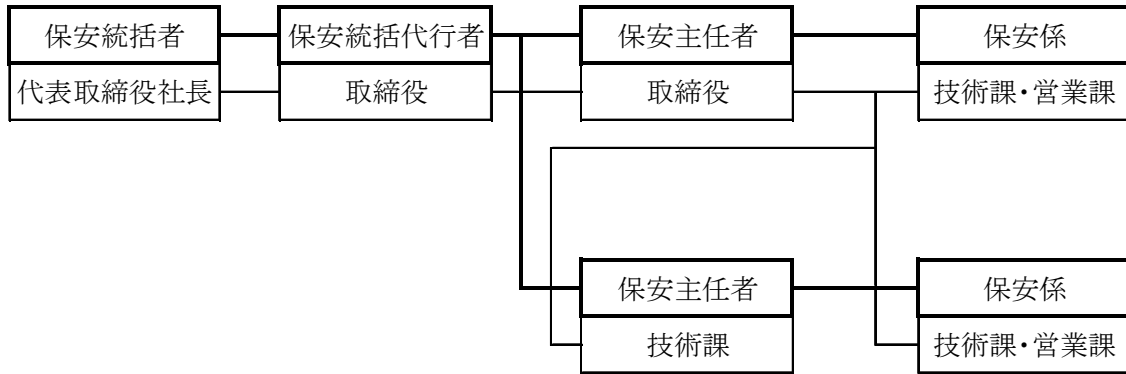 保安統括者
保安統括代行者
保安主任者
保安係
代表取締役社長
取締役
取締役
技術課・営業課
保安主任者
保安係
技術課
技術課・営業課